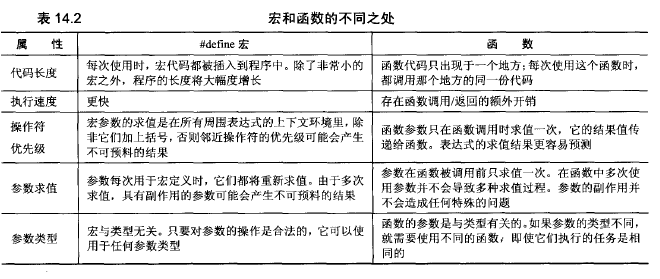 表 14.2 宏和函数的不同之处
属 性 #define 宏 函 数
代码长度
每次使用时，宏代码都被插入到程序中。除了非常小的
宏之外，程序的长度将大幅度增长
函数代码只出现于一个地方；每次使用这个函数时，
都调用那个地方的同一份代码
执行速度
更快
存在函数调用/返回的额外开销
操作符
优先级
宏参数的求值是在所有周围表达式的上下文环境里，除
非它们加上括号，否则邻近操作符的优先级可能会产生
不可预料的结果
函数参数只在函数调用时求值一次，它的结果值传
递给函数。表达式的求值结果更容易预测
参数求值
参数每次用于宏定义时，它们都将重新求值。由于多次
求值，具有副作用的参数可能会产生不可预料的结果
参数在函数被调用前只求值一次。在函数中多次使
用参数并不会导致多种求值过程。参数的副作用并
不会造成任何特殊的问题
参数类型
宏与类型无关。只要对参数的操作是合法的，它可以使
用于任何参数类型
函数的参数是与类型有关的。如果参数的类型不同，
就需要使用不同的函数，即使它们执行的任务是相
同的